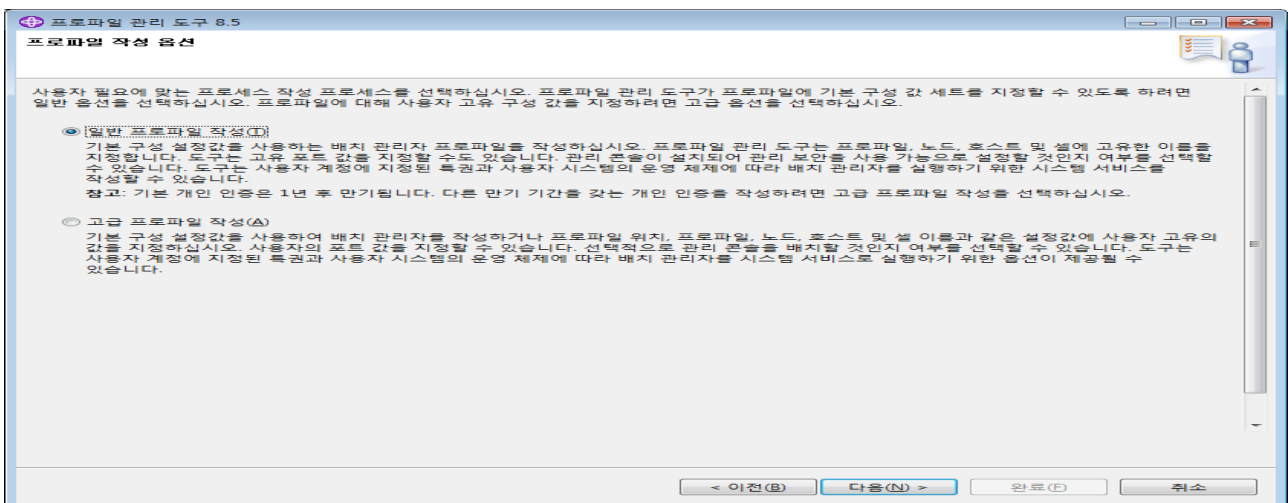 프로파일 관리 도구 8.5
프로파일 작성 옵션
사용자 필요에 맞는 프로세스 작성 프로세스를 선택하십시오. 프로파일 관리 도구가 프로파일에 기본 구성 값 세트를 지정할 수 있도록 하려면
일반 옵션을 선택하십시오. 프로파일에 대해 사용자 고유 구성 값을 지정하려면 고급 옵션을 선택하십시오.
일반 프로파일 작성(T)
기본 구성 설정값을 사용하는 배치 관리자 프로파일을 작성하십시오. 프로파일 관리 도구는 프로파일, 노드, 호스트 및 셀에 고유한 이름을
지정합니다. 도구는 고유 포트 값을 지정할 수도 있습니다. 관리 콘솔이 설치되어 관리 보안을 사용 가능으로 설정할 것인지 여부를 선택할
수 있습니다. 도구는 사용자 계정에 지정된 특권과 사용자 시스템의 운영 체제에 따라 배치 관리자를 실행하기 위한 시스템 서비스를
작성할 수 있습니다.
참고: 기본 개인 인증은 1년 후 만기됩니다. 다른 만기 기간을 갖는 개인 인증을 작성하려면 고급 프로파일 작성을 선택하십시오.
고급 프로파일 작성(A)
기본 구성 설정값을 사용하여 배치 관리자를 작성하거나 프로파일 위치, 프로파일, 노드, 호스트 및 셀 이름과 같은 설정값에 사용자 고유의
값을 지정하십시오. 사용자의 포트 값을 지정할 수 있습니다. 선택적으로 관리 콘솔을 배치할 것인지 여부를 선택할 수 있습니다. 도구는
사용자 계정에 지정된 특권과 사용자 시스템의 운영 체제에 따라 배치 관리자를 시스템 서비스로 실행하기 위한 옵션이 제공될 수
있습니다.
< 이전(B) 다음(N) > 완료(F) 취소